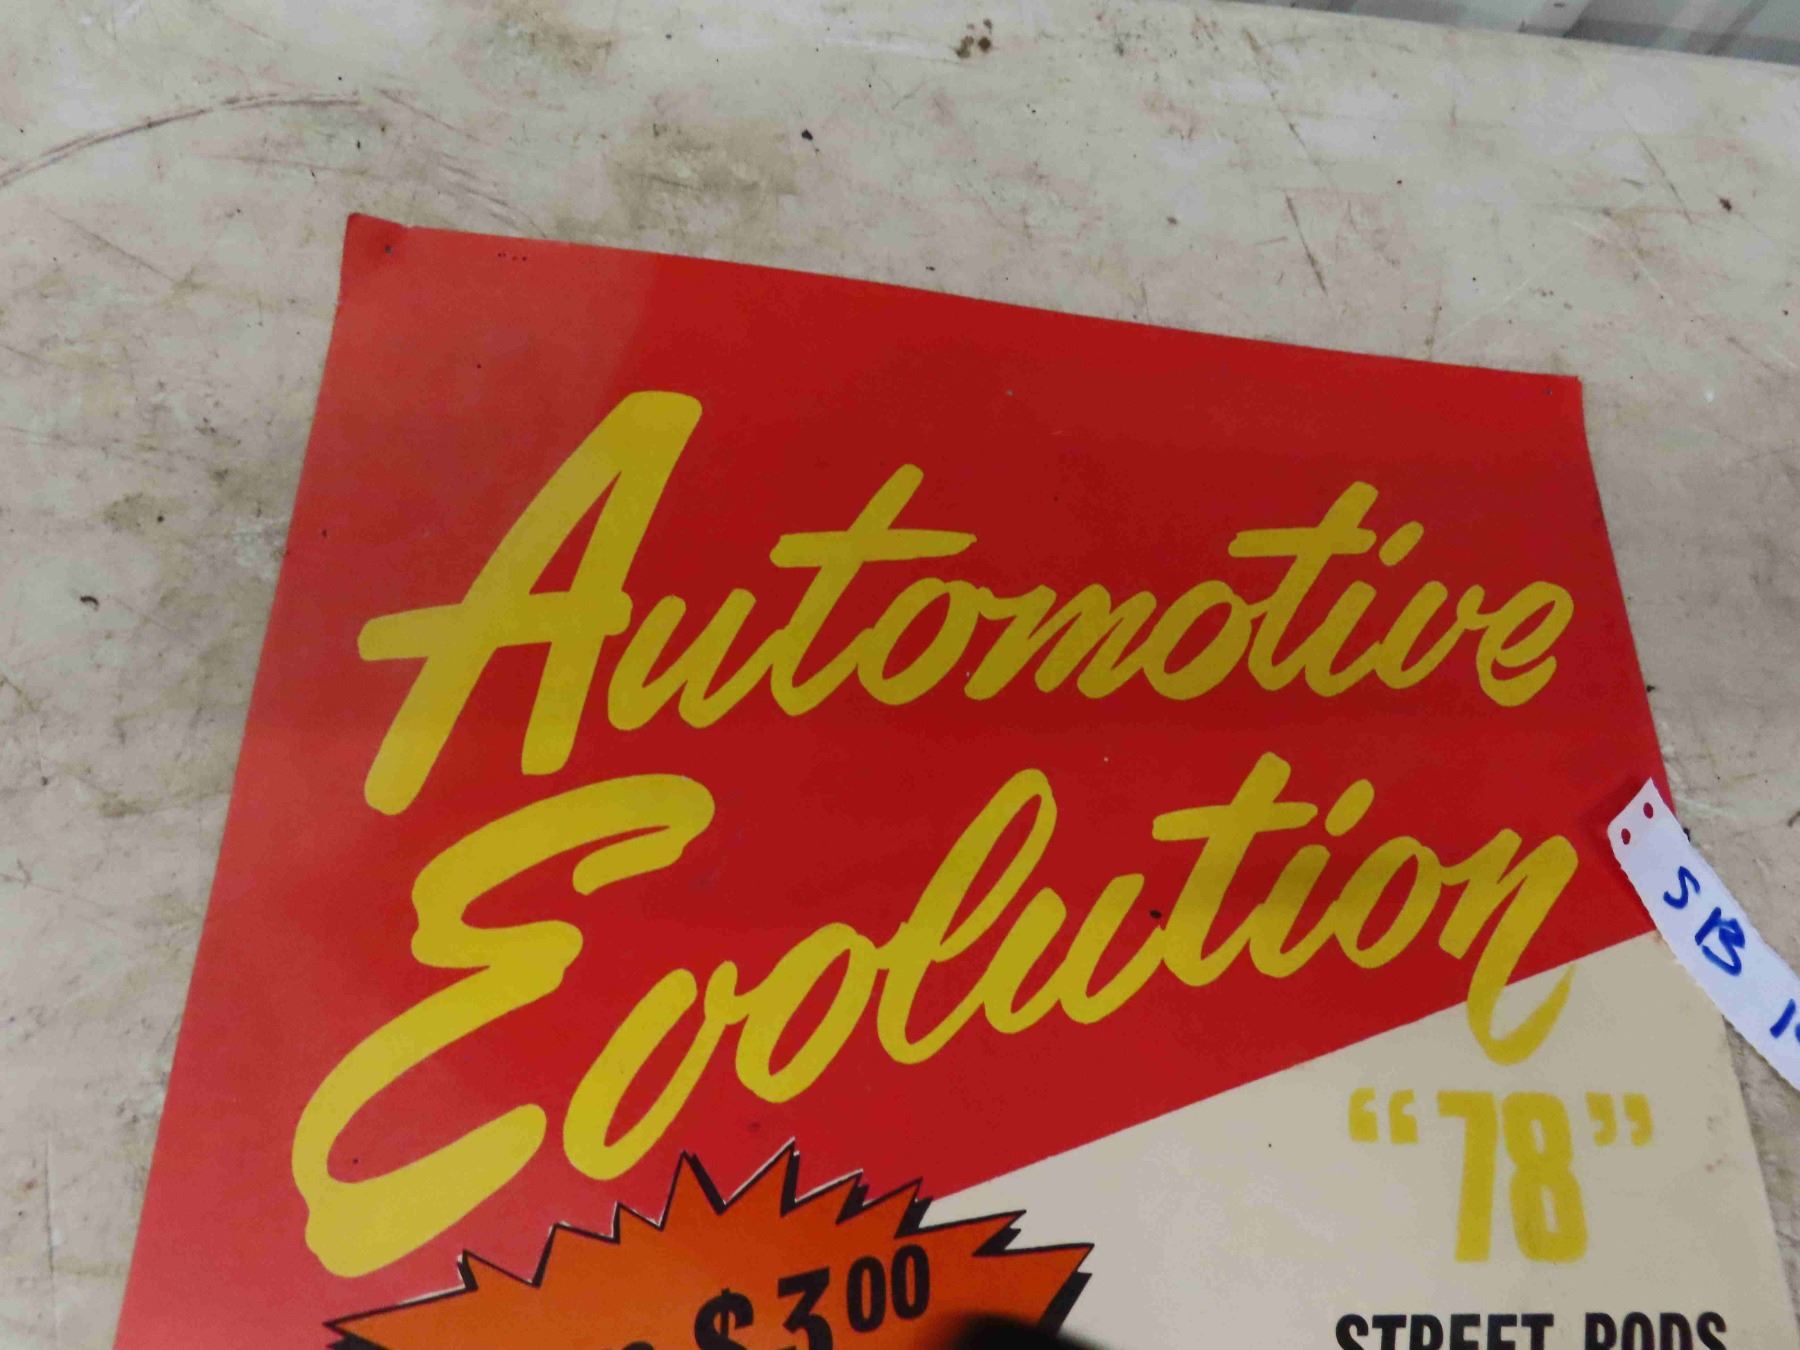 Automotive
Evolution
"78"
$3.00
STREET RODS
SB